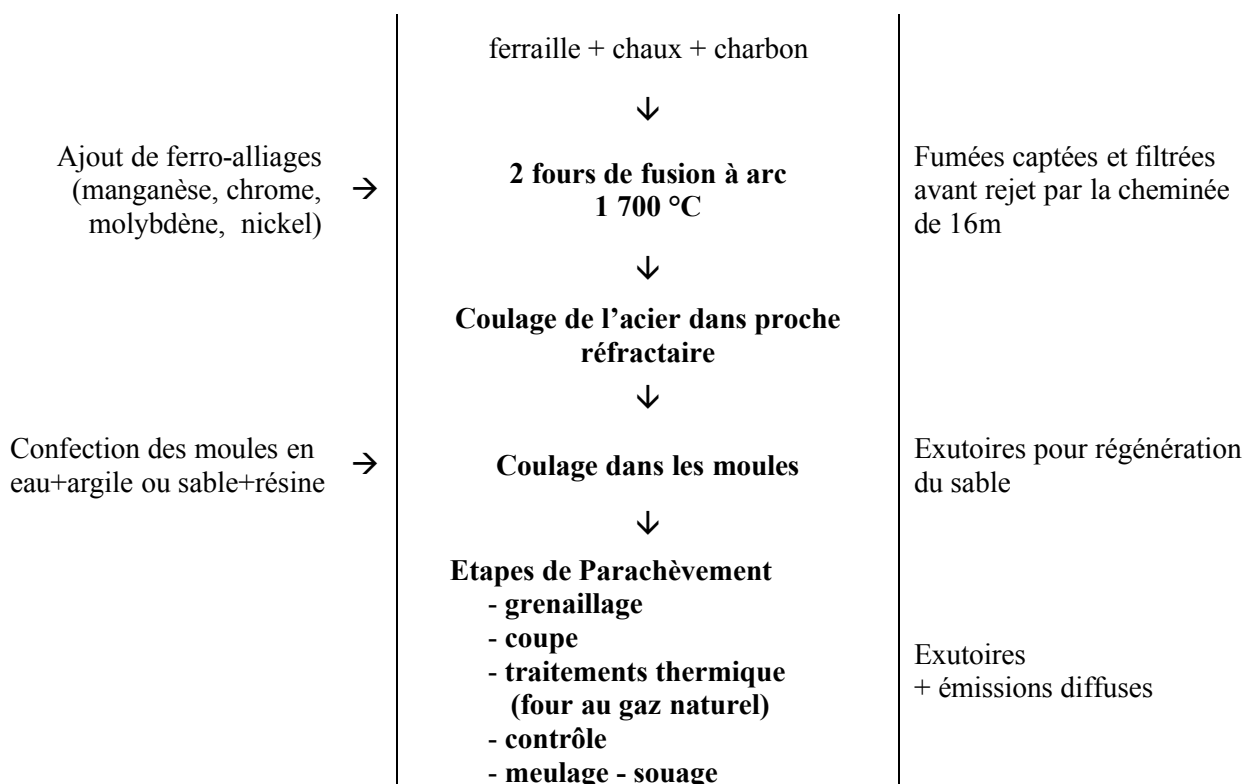 ferraille + chaux + charbon
↓
Ajout de ferro-alliages
(manganèse, chrome,
molybdène, nickel)
→
2 fours de fusion à arc
1 700 °C
Fumées captées et filtrées
avant rejet par la cheminée
de 16m
↓
Coulage de l’acier dans proche
réfractaire
↓
Confection des moules en
eau+argile ou sable+résine
→
Coulage dans les moules
Exutoires pour régénération
du sable
↓
Etapes de Parachèvement
- grenaillage
- coupe
- traitements thermique
(four au gaz naturel)
- contrôle
- meulage - souage
Exutoires
+ émissions diffuses